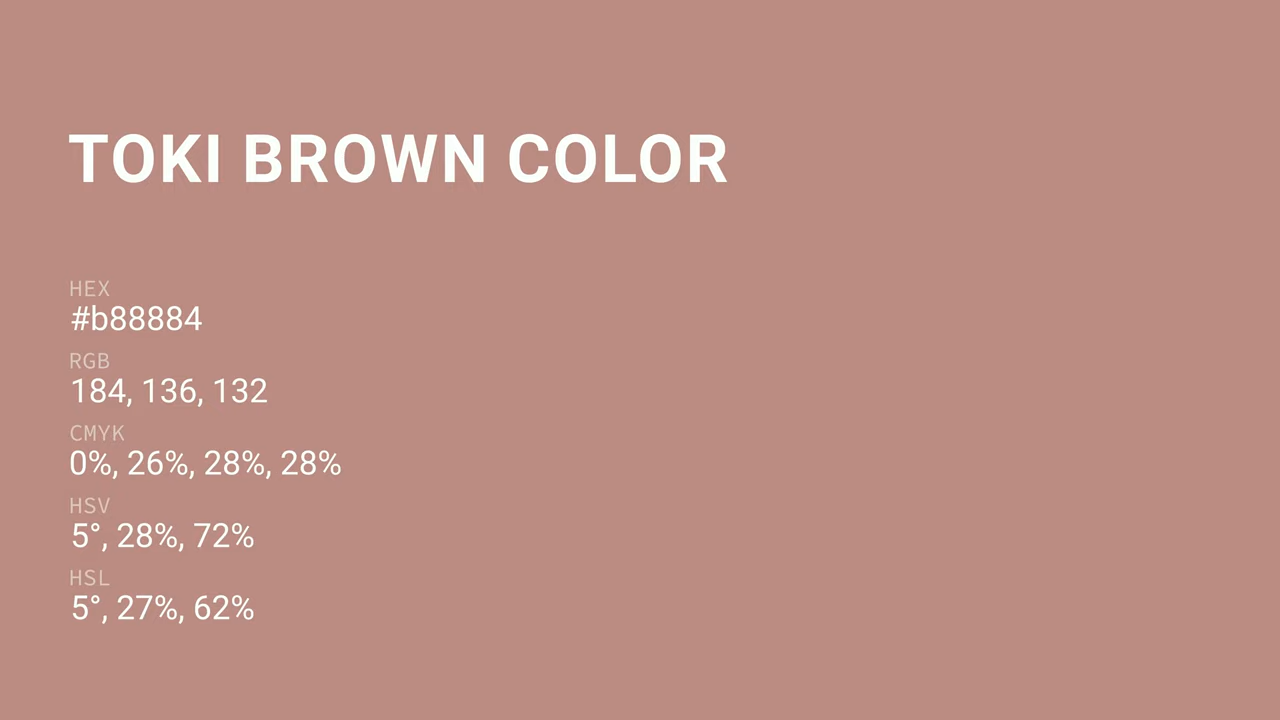 TOKI BROWN COLOR
HEX
#b88884
RGB
184, 136, 132
CMYK
0%, 26%, 28%, 28%
HSV
5°, 28%, 72%
HSL
5°, 27%, 62%